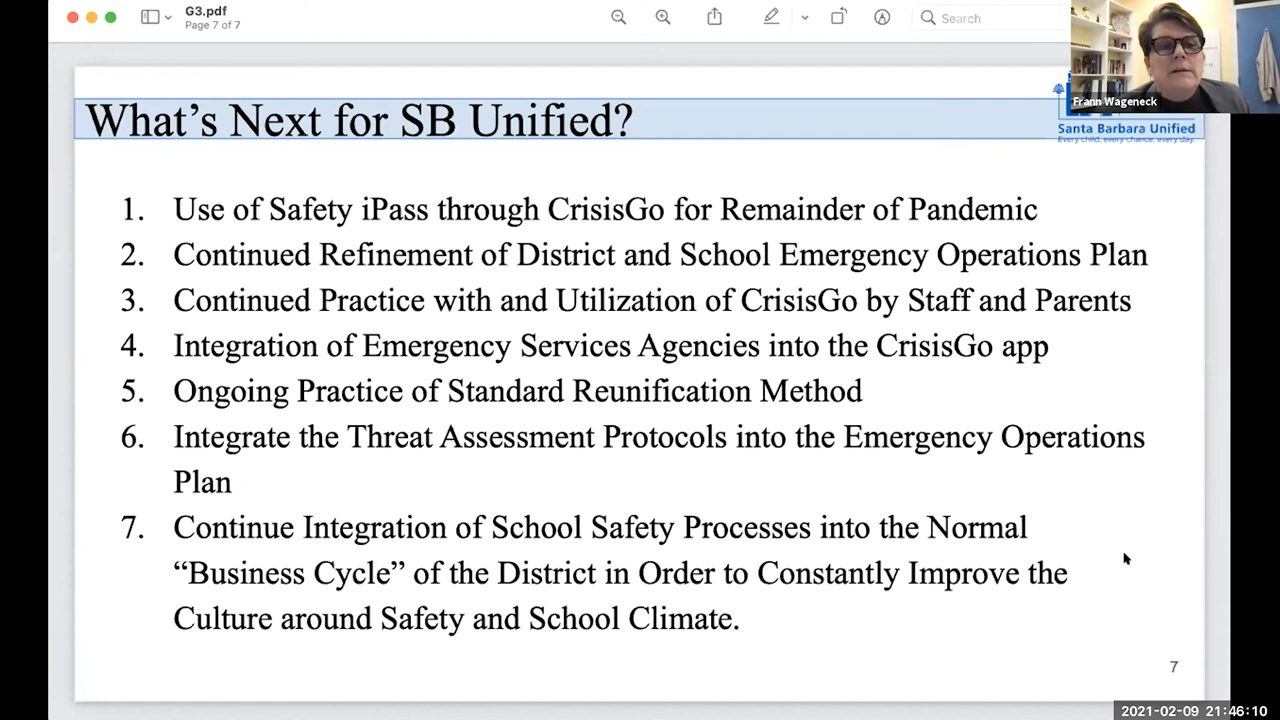 G3.pdf
Page 7 of 7
Search
Frann Wageneck
What's Next for SB Unified?
Santa Barbara Unified
Every child, every chance, every day.
1. Use of Safety iPass through CrisisGo for Remainder of Pandemic
2. Continued Refinement of District and School Emergency Operations Plan
3. Continued Practice with and Utilization of CrisisGo by Staff and Parents
4. Integration of Emergency Services Agencies into the CrisisGo app
5. Ongoing Practice of Standard Reunification Method
6. Integrate the Threat Assessment Protocols into the Emergency Operations
Plan
7. Continue Integration of School Safety Processes into the Normal
“Business Cycle” of the District in Order to Constantly Improve the
Culture around Safety and School Climate.
7
2021-02-09 21:46:10